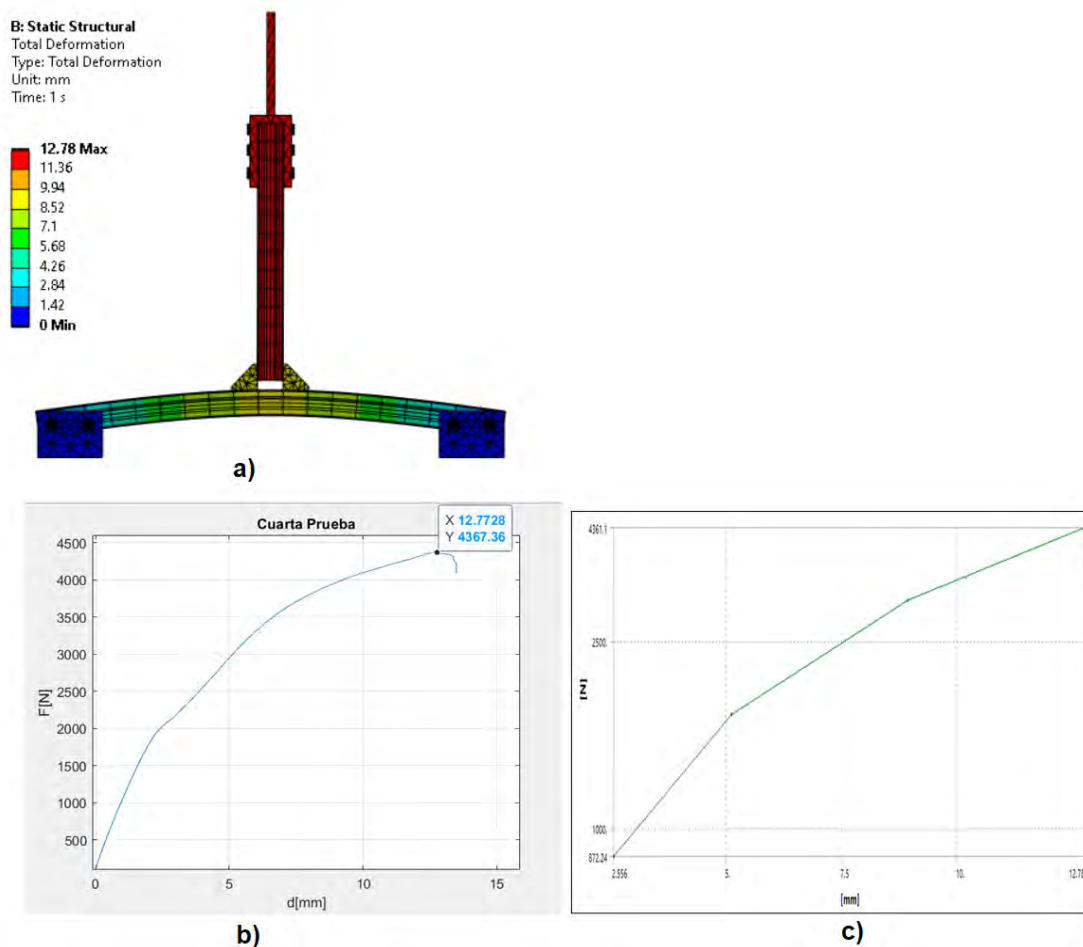 B: Static Structural
Total Deformation
Type: Total Deformation
Unit: mm
Time: 1 s
12.78 Max
11.36
9.94
8.52
7.1
5.68
4.26
2.84
1.42
0 Min
a)
Cuarta Prueba
X 12.7728
Y 4367.36
4500
4000
3500
3000
2500
2000
1500
1000
500
F[N]
0
5
10
15
d[mm]
b)
4361.1
2500.
1000.
872.24
[N]
2.556
5.
7.5
10.
12.78
[mm]
c)